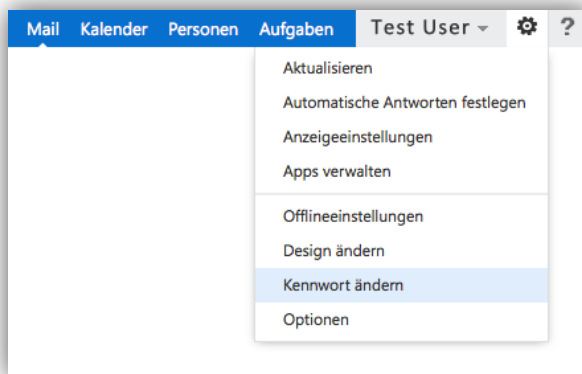 Mail Kalender Personen Aufgaben Test User ?
Aktualisieren
Automatische Antworten festlegen
Anzeigeeinstellungen
Apps verwalten
Offlineeinstellungen
Design ändern
Kennwort ändern
Optionen